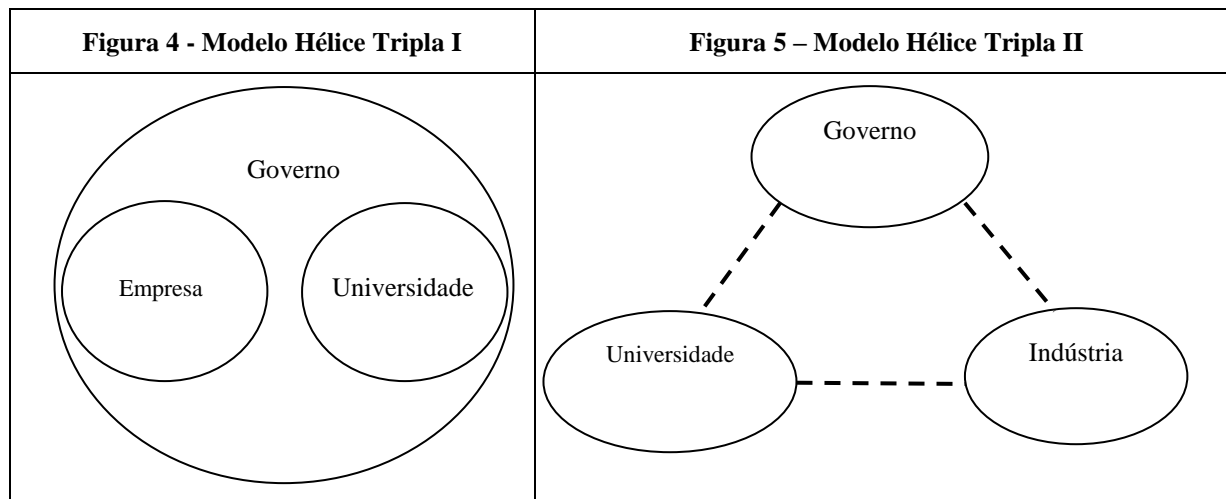 Figura 4 - Modelo Hélice Tripla I
Figura 5 – Modelo Hélice Tripla II
Governo
Empresa
Universidade
Governo
Universidade
Indústria